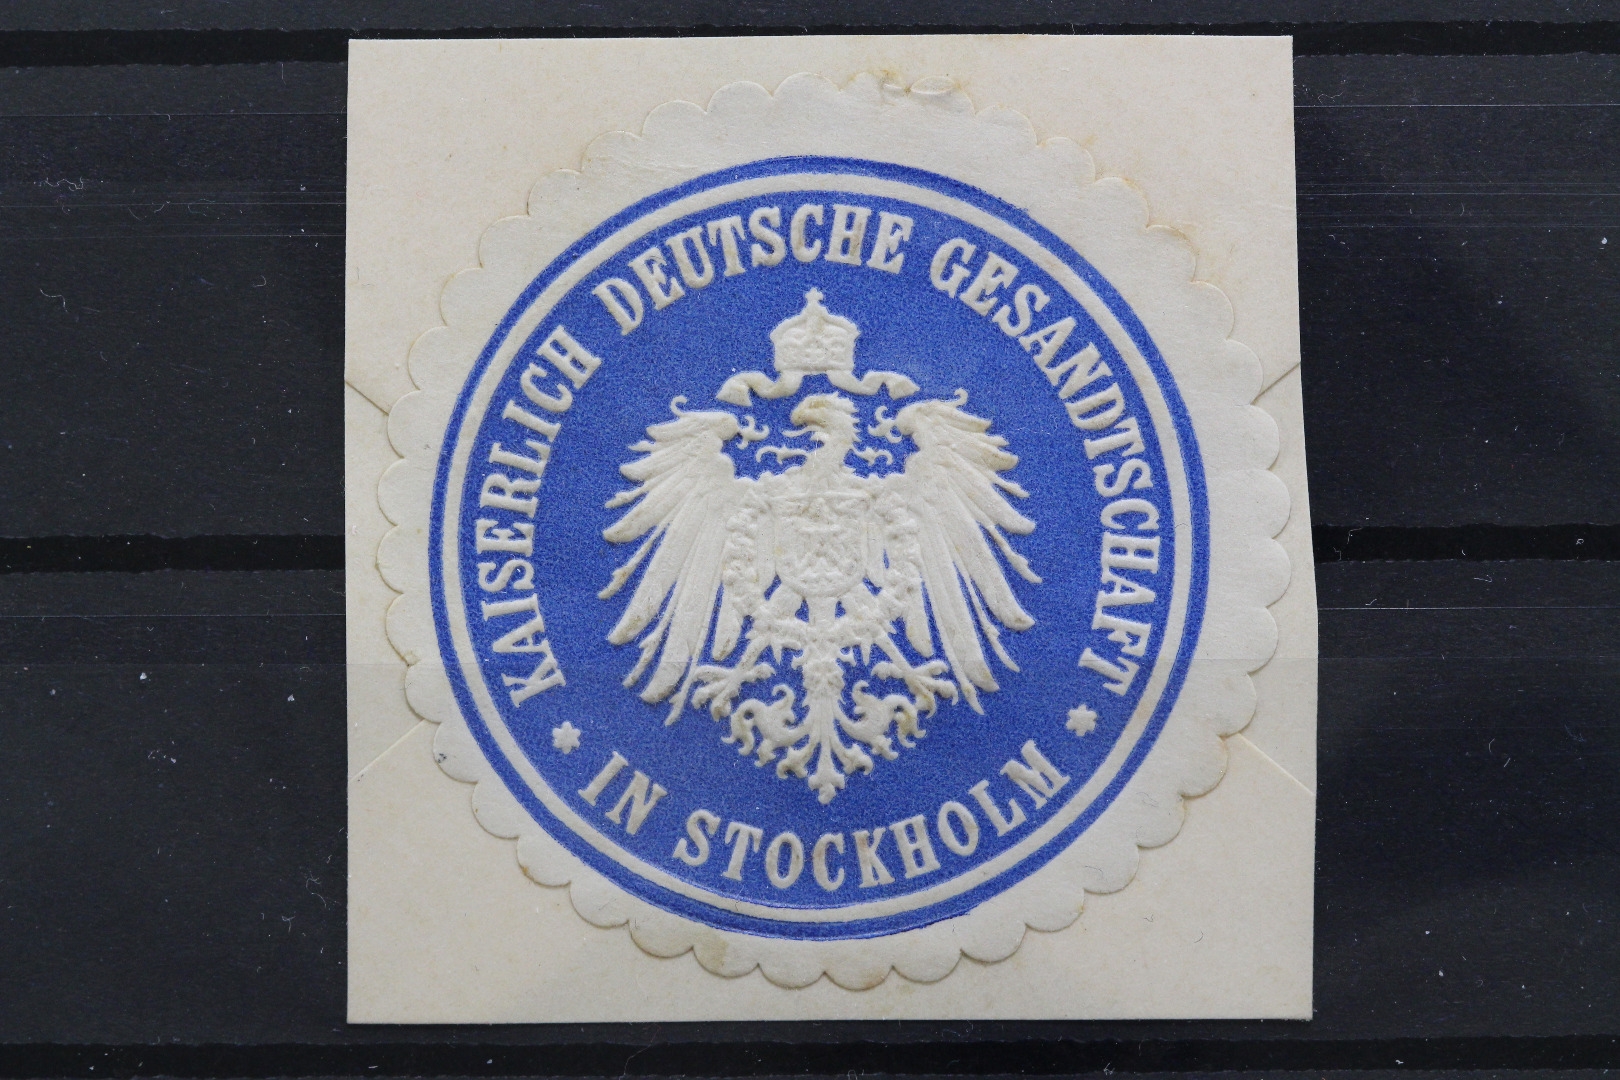 KAISERLICH DEUTSCHE GESANDTSCHAFT
* IN STOCKHOLM *